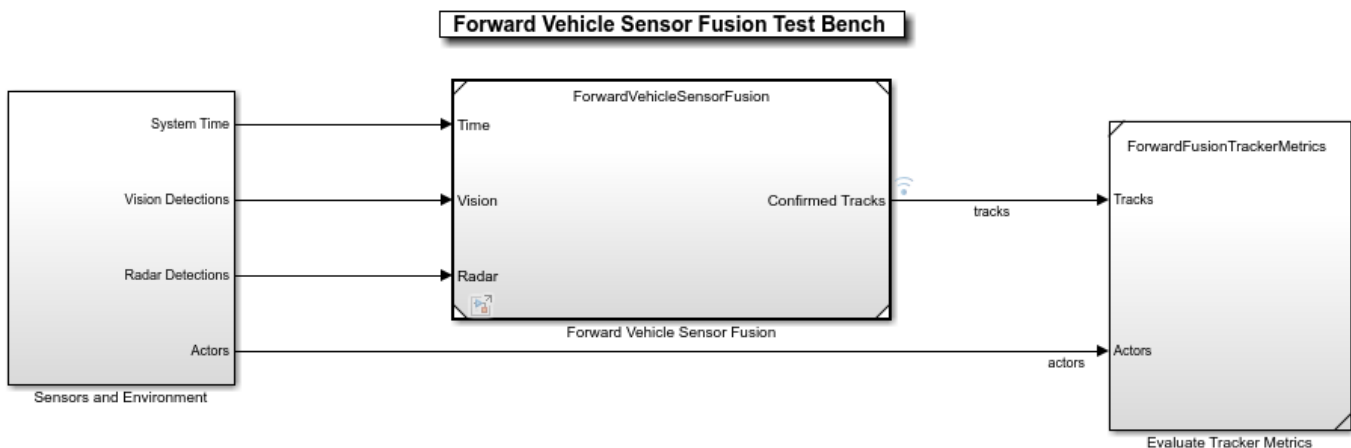 Forward Vehicle Sensor Fusion Test Bench
System Time
Vision Detections
Radar Detections
Actors
Sensors and Environment
ForwardVehicleSensorFusion
Time
Vision
Radar
Confirmed Tracks
Forward Vehicle Sensor Fusion
tracks
actors
ForwardFusionTrackerMetrics
Tracks
Actors
Evaluate Tracker Metrics